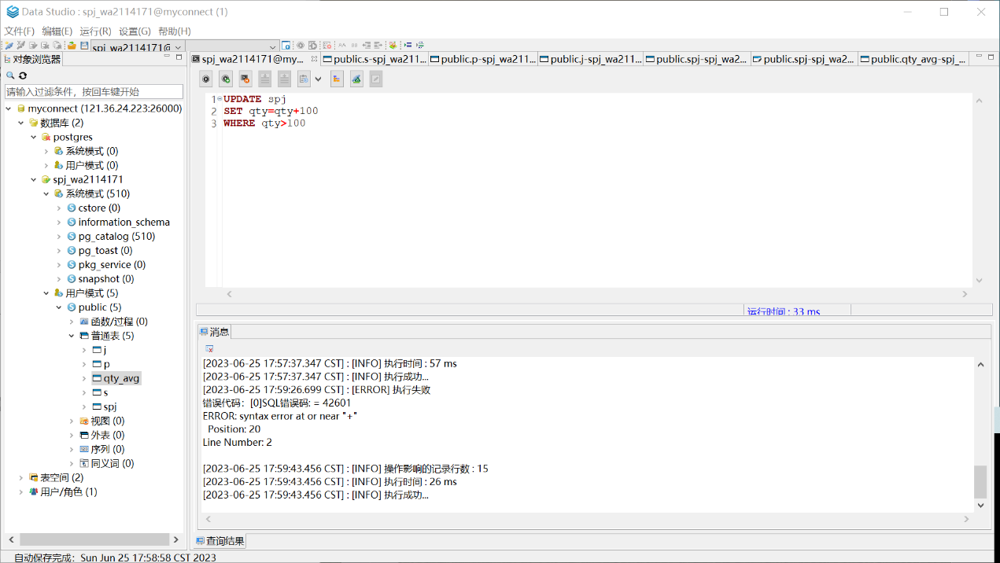 Data Studio : spj_wa2114171@myconnect (1)
文件(F) 编辑(E) 运行(R) 设置(G) 帮助(H)
spj_wa2114171@
对象浏览器
spj_wa2114171@my... public.s-spj_wa211... public.p-spj_wa211... public.j-spj_wa211... public.spj-spj_wa2... public.spj-spj_wa2... public.qty_avg-spj_...
请输入过滤条件，按回车键开始
myconnect (121.36.24.223:26000)
数据库 (2)
postgres
系统模式 (0)
用户模式 (0)
spj_wa2114171
系统模式 (510)
cstore (0)
information_schema
pg_catalog (510)
pg_toast (0)
pkg_service (0)
snapshot (0)
用户模式 (5)
public (5)
函数/过程 (0)
普通表 (5)
j
p
qty_avg
s
spj
视图 (0)
外表 (0)
序列 (0)
同义词 (0)
表空间 (2)
用户/角色 (1)
1 UPDATE spj
2 SET qty=qty+100
3 WHERE qty>100
运行时间 : 33 ms
消息
[2023-06-25 17:57:37.347 CST] : [INFO] 执行时间 : 57 ms
[2023-06-25 17:57:37.347 CST] : [INFO] 执行成功...
[2023-06-25 17:59:26.699 CST] : [ERROR] 执行失败
错误代码：[0]SQL错误码: = 42601
ERROR: syntax error at or near "+"
Position: 20
Line Number: 2
[2023-06-25 17:59:43.456 CST] : [INFO] 操作影响的记录行数 : 15
[2023-06-25 17:59:43.456 CST] : [INFO] 执行时间 : 26 ms
[2023-06-25 17:59:43.456 CST] : [INFO] 执行成功...
查询结果
自动保存完成：Sun Jun 25 17:58:58 CST 2023